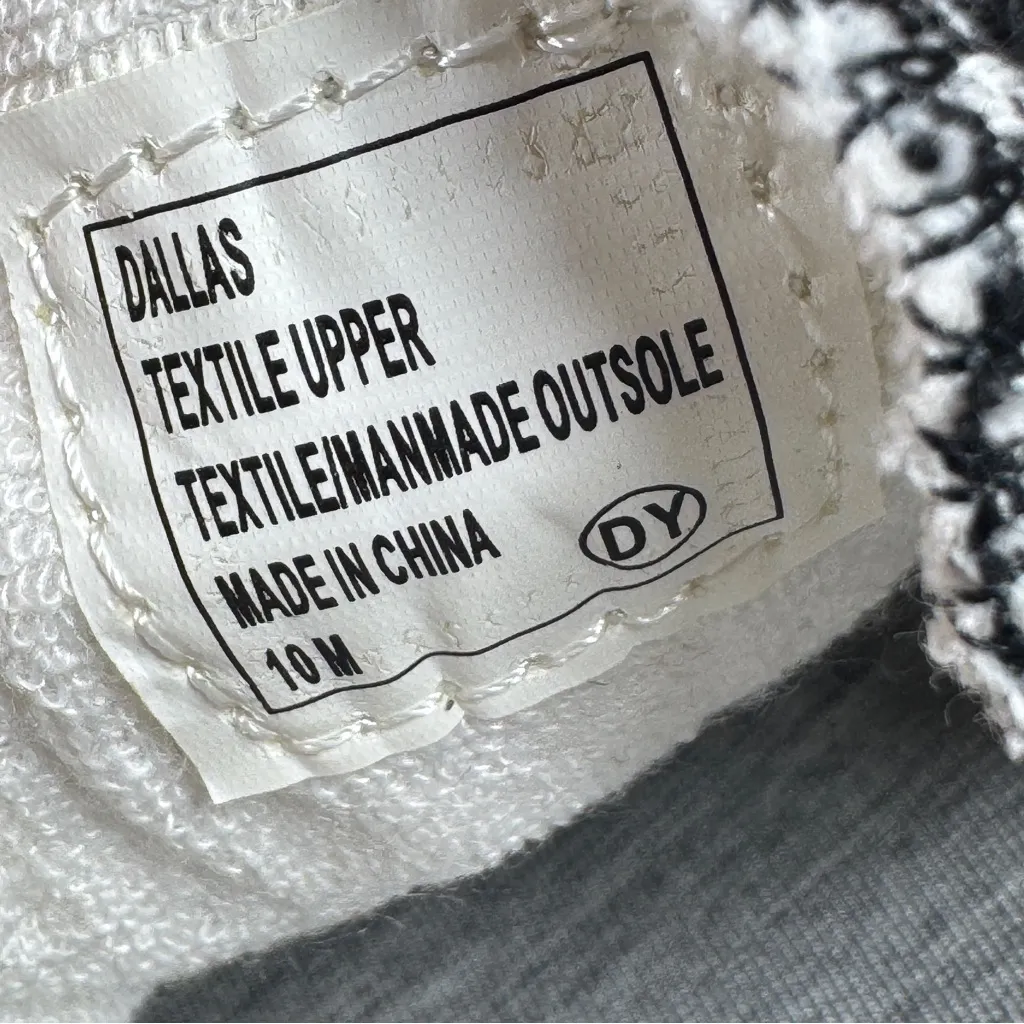 DALLAS
TEXTILE UPPER
TEXTILE/MANMADE OUTSOLE
MADE IN CHINA
DY
10 M